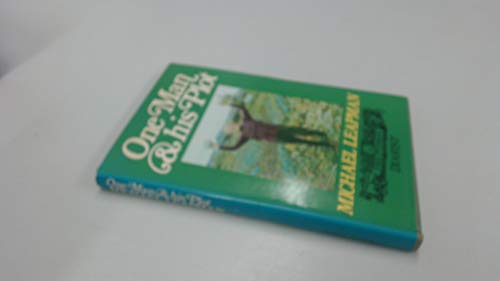 One Man
& his Plot
MICHAEL LEAPMAN
One Man & his Plot